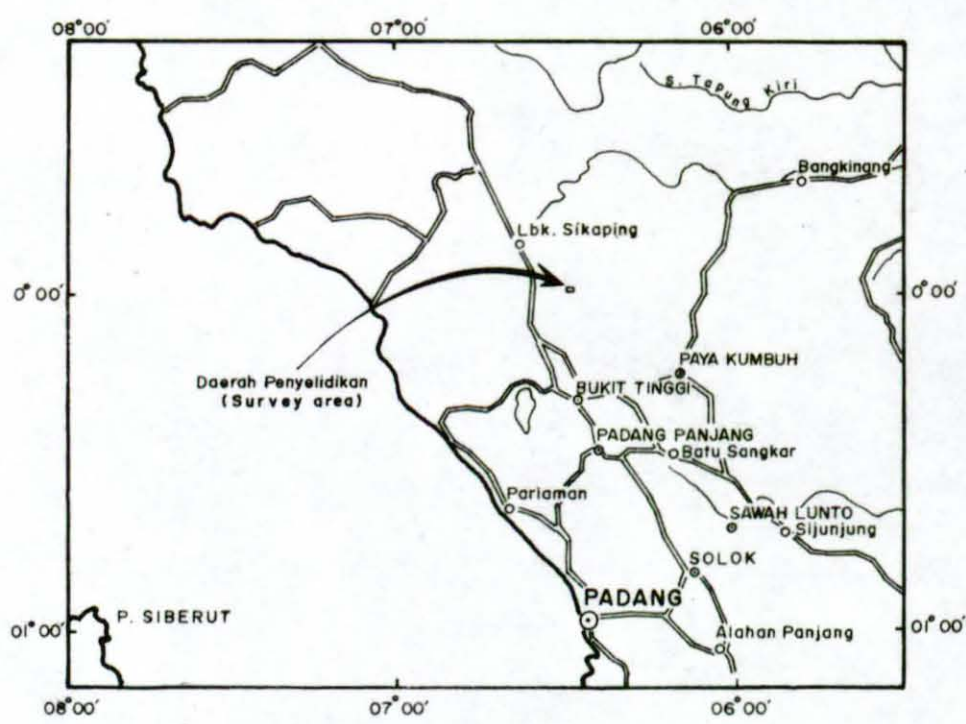 08°00'
07°00'
06°00'
S. Tapung Kiri
Bangkinang
Lbk. Sikaping
0° 00'
0° 00'
PAYA KUMBUH
Daerah Penyelidikan
(Survey area)
BUKIT TINGGI
PADANG PANJANG
Batu Sangkar
Pariaman
SAWAH LUNTO
Sijunjung
SOLOK
PADANG
P. SIBERUT
01° 00'
01° 00'
Alahan Panjang
08° 00'
07° 00'
06° 00'